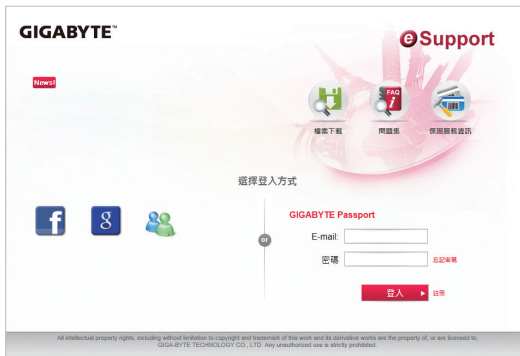 GIGABYTE™
eSupport
News!
FAQ
檔案下載
問題集
保固服務資訊
選擇登入方式
GIGABYTE Passport
or
E-mail:
密碼
忘記密碼
登入
註冊
All intellectual property rights, including without limitation to copyright and trademark of this work and its derivative works are the property of, or are licensed to,
GIGA-BYTE TECHNOLOGY CO., LTD. Any unauthorized use is strictly prohibited.